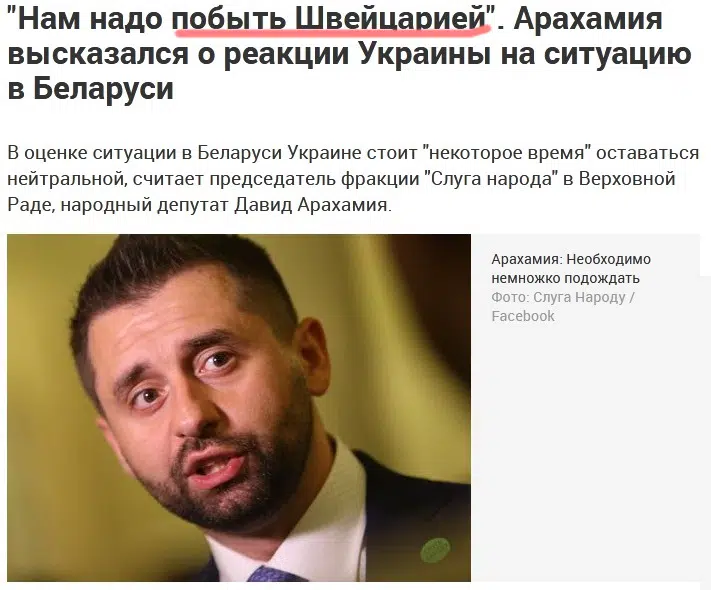 "Нам надо побыть Швейцарией". Арахамия
высказался о реакции Украины на ситуацию
в Беларуси
В оценке ситуации в Беларуси Украине стоит "некоторое время" оставаться
нейтральной, считает председатель фракции "Слуга народа" в Верховной
Раде, народный депутат Давид Арахамия.
Арахамия: Необходимо
немножко подождать
Фото: Слуга Народу /
Facebook